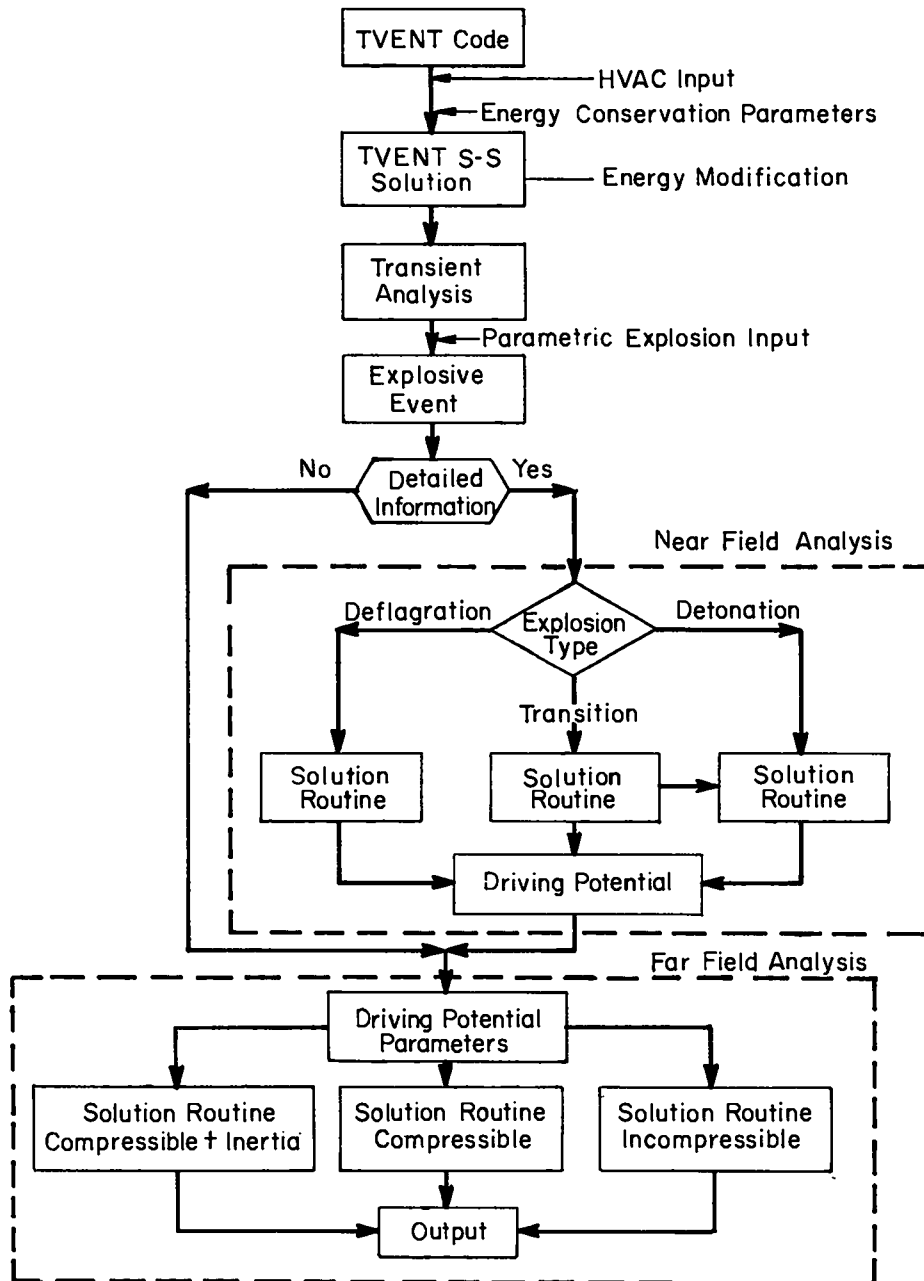 TVENT Code
HVAC Input
Energy Conservation Parameters
TVENT S-S
Solution
Energy Modification
Transient
Analysis
Parametric Explosion Input
Explosive
Event
No
Detailed
Information
Yes
Near Field Analysis
Deflagration
Explosion
Type
Detonation
Transition
Solution
Routine
Solution
Routine
Solution
Routine
Driving Potential
Far Field Analysis
Driving Potential
Parameters
Solution Routine
Compressible + Inertia
Solution Routine
Compressible
Solution Routine
Incompressible
Output